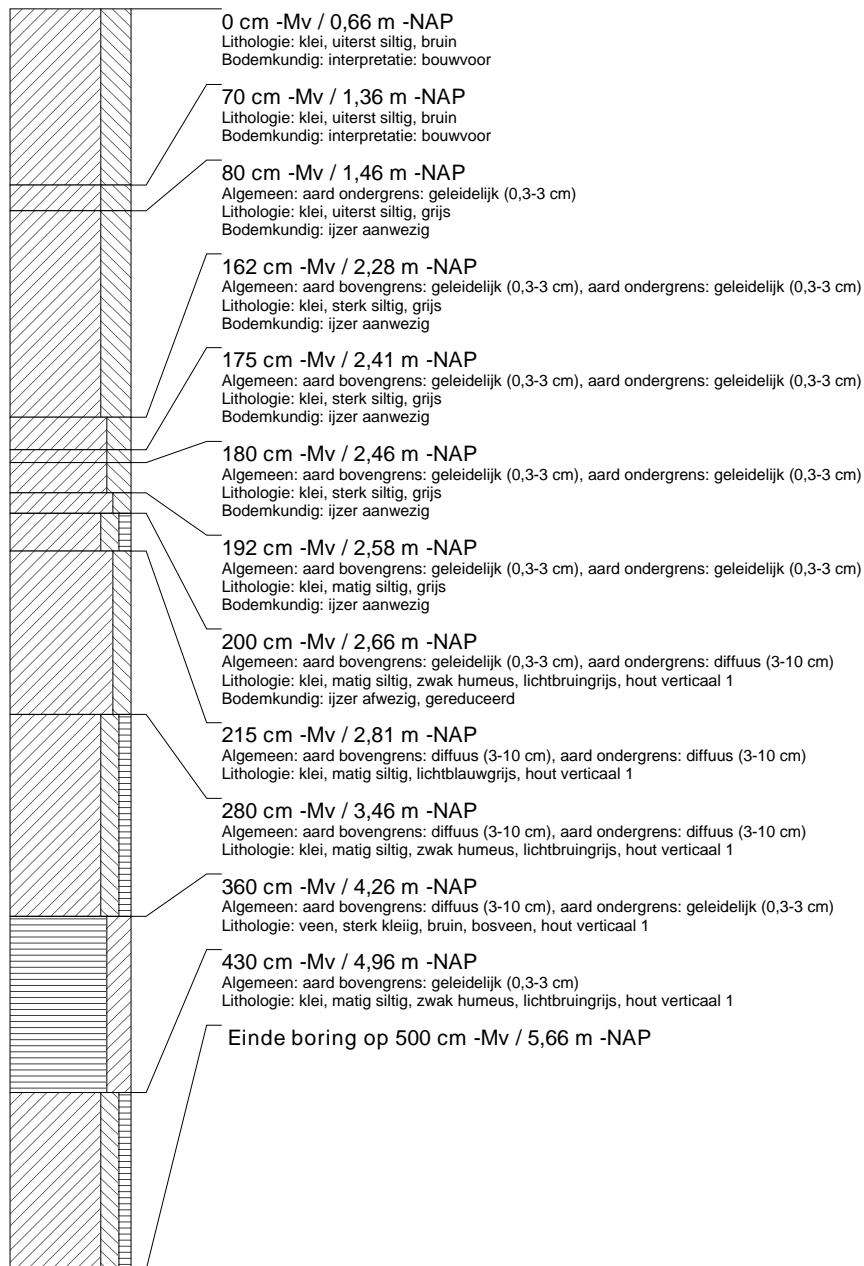 0 cm -Mv / 0,66 m -NAP
Lithologie: klei, uiterst siltig, bruin
Bodemkundig: interpretatie: bouwvoor
70 cm -Mv / 1,36 m -NAP
Lithologie: klei, uiterst siltig, bruin
Bodemkundig: interpretatie: bouwvoor
80 cm -Mv / 1,46 m -NAP
Algemeen: aard ondergrens: geleidelijk (0,3-3 cm)
Lithologie: klei, uiterst siltig, grijs
Bodemkundig: ijzer aanwezig
162 cm -Mv / 2,28 m -NAP
Algemeen: aard bovengrens: geleidelijk (0,3-3 cm), aard ondergrens: geleidelijk (0,3-3 cm)
Lithologie: klei, sterk siltig, grijs
Bodemkundig: ijzer aanwezig
175 cm -Mv / 2,41 m -NAP
Algemeen: aard bovengrens: geleidelijk (0,3-3 cm), aard ondergrens: geleidelijk (0,3-3 cm)
Lithologie: klei, sterk siltig, grijs
Bodemkundig: ijzer aanwezig
180 cm -Mv / 2,46 m -NAP
Algemeen: aard bovengrens: geleidelijk (0,3-3 cm), aard ondergrens: geleidelijk (0,3-3 cm)
Lithologie: klei, sterk siltig, grijs
Bodemkundig: ijzer aanwezig
192 cm -Mv / 2,58 m -NAP
Algemeen: aard bovengrens: geleidelijk (0,3-3 cm), aard ondergrens: geleidelijk (0,3-3 cm)
Lithologie: klei, matig siltig, grijs
Bodemkundig: ijzer aanwezig
200 cm -Mv / 2,66 m -NAP
Algemeen: aard bovengrens: geleidelijk (0,3-3 cm), aard ondergrens: diffuus (3-10 cm)
Lithologie: klei, matig siltig, zwak humeus, lichtbruingrijs, hout verticaal 1
Bodemkundig: ijzer afwezig, gereduceerd
215 cm -Mv / 2,81 m -NAP
Algemeen: aard bovengrens: diffuus (3-10 cm), aard ondergrens: diffuus (3-10 cm)
Lithologie: klei, matig siltig, lichtblauwgrijs, hout verticaal 1
280 cm -Mv / 3,46 m -NAP
Algemeen: aard bovengrens: diffuus (3-10 cm), aard ondergrens: diffuus (3-10 cm)
Lithologie: klei, matig siltig, zwak humeus, lichtbruingrijs, hout verticaal 1
360 cm -Mv / 4,26 m -NAP
Algemeen: aard bovengrens: diffuus (3-10 cm), aard ondergrens: geleidelijk (0,3-3 cm)
Lithologie: veen, sterk kleiig, bruin, bosveen, hout verticaal 1
430 cm -Mv / 4,96 m -NAP
Algemeen: aard bovengrens: geleidelijk (0,3-3 cm)
Lithologie: klei, matig siltig, zwak humeus, lichtbruingrijs, hout verticaal 1
Einde boring op 500 cm -Mv / 5,66 m -NAP